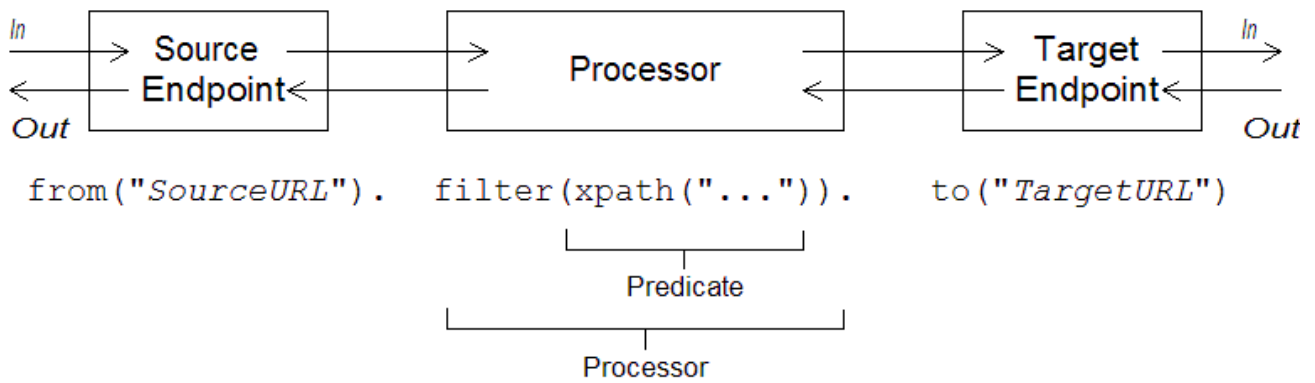 In Source Processor Target In
Endpoint Endpoint
Out Out
from("SourceURL"). filter(xpath("...")). to("TargetURL")
Predicate
Processor